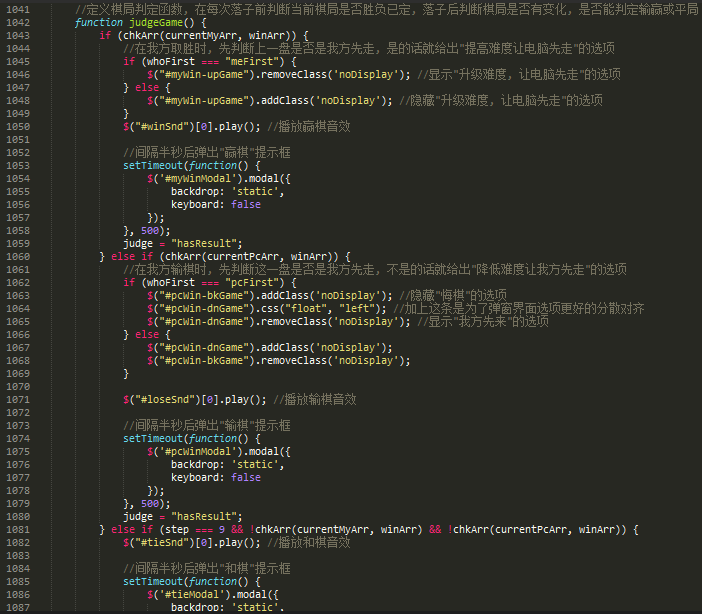 1041 //定义棋局判定函数，在每次落子前判断当前棋局是否胜负已定，落子后判断棋局是否有变化，是否能判定输赢或平局
1042 function judgeGame() {
1043 if (chkArr(currentMyArr, winArr)) {
1044 //在我方取胜时，先判断上一盘是否是我方先走，是的话就给出"提高难度让电脑先走"的选项
1045 if (whoFirst === "meFirst") {
1046 $("#myWin-upGame").removeClass('noDisplay'); //显示"升级难度，让电脑先走"的选项
1047 } else {
1048 $("#myWin-upGame").addClass('noDisplay'); //隐藏"升级难度，让电脑先走"的选项
1049 }
1050 $("#winSnd")[0].play(); //播放赢棋音效
1051
1052 //间隔半秒后弹出"赢棋"提示框
1053 setTimeout(function() {
1054 $('#myWinModal').modal({
1055 backdrop: 'static',
1056 keyboard: false
1057 });
1058 }, 500);
1059 judge = "hasResult";
1060 } else if (chkArr(currentPcArr, winArr)) {
1061 //在我方输棋时，先判断这一盘是否是我方先走，不是的话就给出"降低难度让我方先走"的选项
1062 if (whoFirst === "pcFirst") {
1063 $("#pcWin-bkGame").addClass('noDisplay'); //隐藏"悔棋"的选项
1064 $("#pcWin-dnGame").css("float", "left"); //加上这条是为了弹窗界面选项更好的分散对齐
1065 $("#pcWin-dnGame").removeClass('noDisplay'); //显示"我方先来"的选项
1066 } else {
1067 $("#pcWin-dnGame").addClass('noDisplay');
1068 $("#pcWin-bkGame").removeClass('noDisplay');
1069 }
1070
1071 $("#loseSnd")[0].play(); //播放输棋音效
1072
1073 //间隔半秒后弹出"输棋"提示框
1074 setTimeout(function() {
1075 $('#pcWinModal').modal({
1076 backdrop: 'static',
1077 keyboard: false
1078 });
1079 }, 500);
1080 judge = "hasResult";
1081 } else if (step === 9 && !chkArr(currentMyArr, winArr) && !chkArr(currentPcArr, winArr)) {
1082 $("#tieSnd")[0].play(); //播放和棋音效
1083
1084 //间隔半秒后弹出"和棋"提示框
1085 setTimeout(function() {
1086 $('#tieModal').modal({
1087 backdrop: 'static',